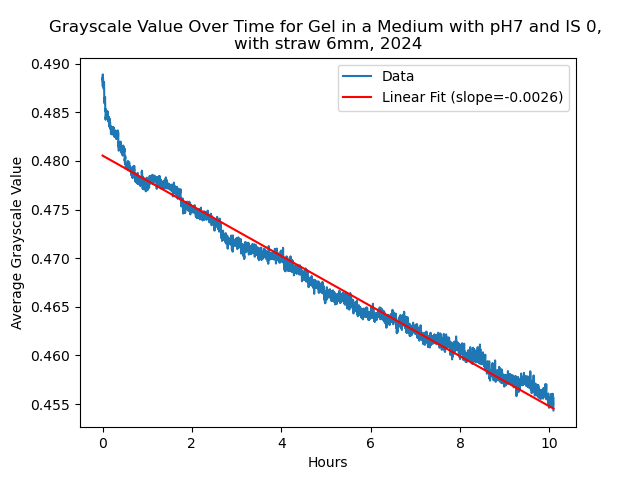 Grayscale Value Over Time for Gel in a Medium with pH7 and IS 0,
with straw 6mm, 2024
Data
Linear Fit (slope=-0.0026)
Average Grayscale Value
0.490
0.485
0.480
0.475
0.470
0.465
0.460
0.455
0 2 4 6 8 10
Hours